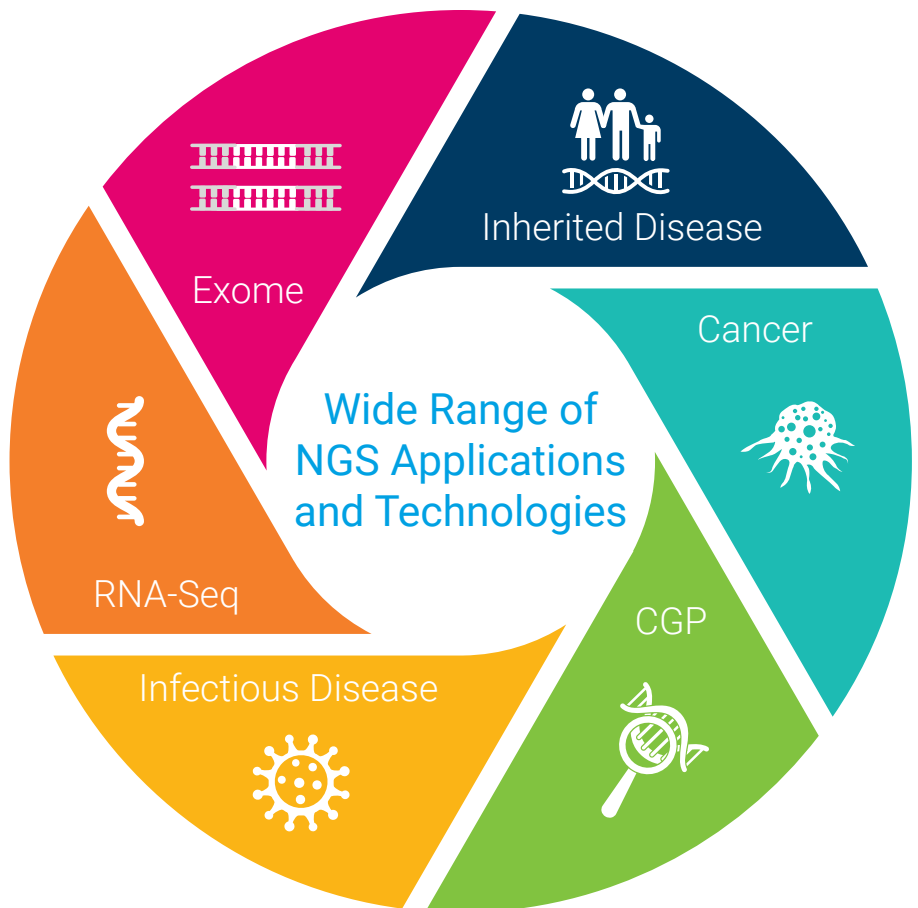 Inherited Disease
Cancer
CGP
Infectious Disease
RNA-Seq
Exome
Wide Range of
NGS Applications
and Technologies